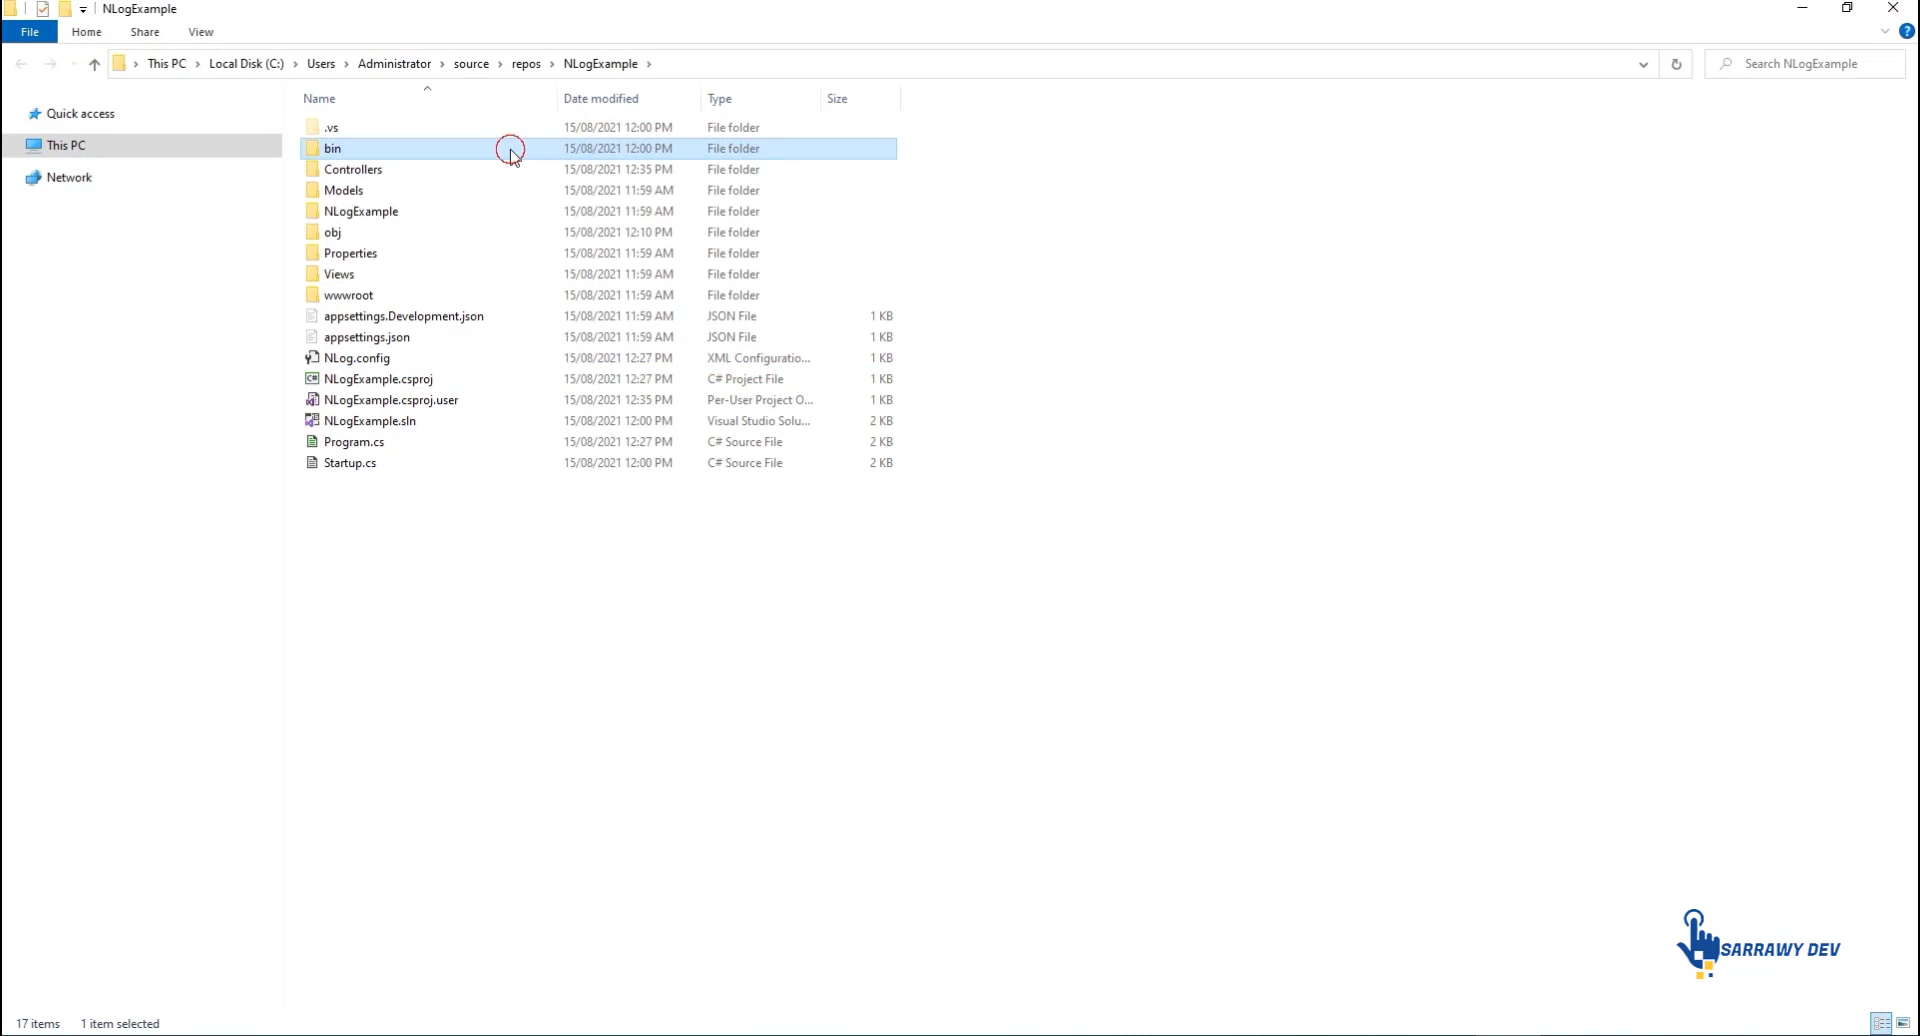 NLogExample
File Home Share View
This PC Local Disk (C:) Users Administrator source repos NLogExample Search NLogExample
Name Date modified Type Size
Quick access
This PC
Network
.vs 15/08/2021 12:00 PM File folder
bin 15/08/2021 12:00 PM File folder
Controllers 15/08/2021 12:35 PM File folder
Models 15/08/2021 11:59 AM File folder
NLogExample 15/08/2021 11:59 AM File folder
obj 15/08/2021 12:10 PM File folder
Properties 15/08/2021 11:59 AM File folder
Views 15/08/2021 11:59 AM File folder
wwwroot 15/08/2021 11:59 AM File folder
appsettings.Development.json 15/08/2021 11:59 AM JSON File 1 KB
appsettings.json 15/08/2021 11:59 AM JSON File 1 KB
NLog.config 15/08/2021 12:27 PM XML Configuratio... 1 KB
NLogExample.csproj 15/08/2021 12:27 PM C# Project File 1 KB
NLogExample.csproj.user 15/08/2021 12:35 PM Per-User Project O... 1 KB
NLogExample.sln 15/08/2021 12:00 PM Visual Studio Solu... 2 KB
Program.cs 15/08/2021 12:27 PM C# Source File 2 KB
Startup.cs 15/08/2021 12:00 PM C# Source File 2 KB
SARRAWY DEV
17 items 1 item selected